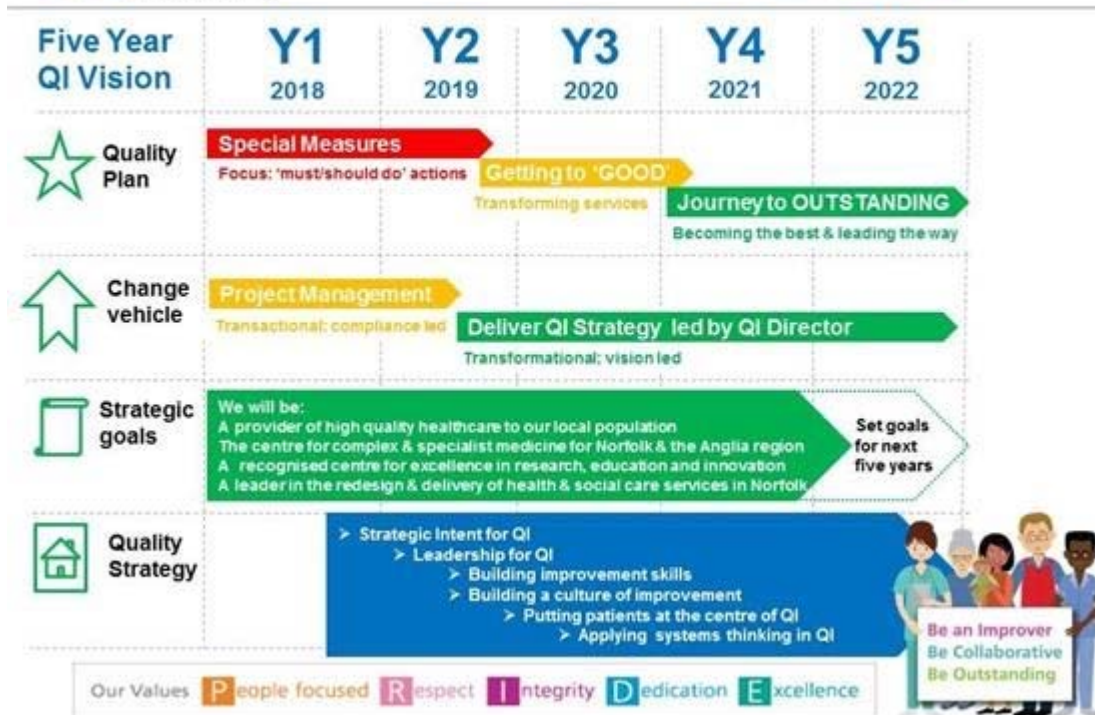 Five Year
QI Vision
Y1
2018
Y2
2019
Y3
2020
Y4
2021
Y5
2022
Quality
Plan
Special Measures
Focus: ‘must/should do’ actions
Getting to ‘GOOD’
Transforming services
Journey to OUTSTANDING
Becoming the best & leading the way
Change
vehicle
Project Management
Transactional; compliance led
Deliver QI Strategy led by QI Director
Transformational; vision led
Strategic
goals
We will be:
A provider of high quality healthcare to our local population
The centre for complex & specialist medicine for Norfolk & the Anglia region
A recognised centre for excellence in research, education and innovation
A leader in the redesign & delivery of health & social care services in Norfolk
Set goals
for next
five years
Quality
Strategy
➢ Strategic Intent for QI
➢ Leadership for QI
➢ Building improvement skills
➢ Building a culture of improvement
➢ Putting patients at the centre of QI
➢ Applying systems thinking in QI
Be an Improver
Be Collaborative
Be Outstanding
Our Values People focused Respect Integrity Dedication Excellence